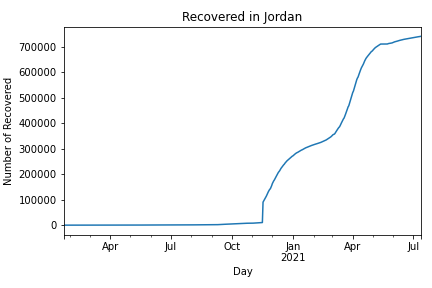 Recovered in Jordan
700000
600000
500000
400000
300000
200000
100000
0
Number of Recovered
Apr Jul Oct Jan Apr Jul
2021
Day